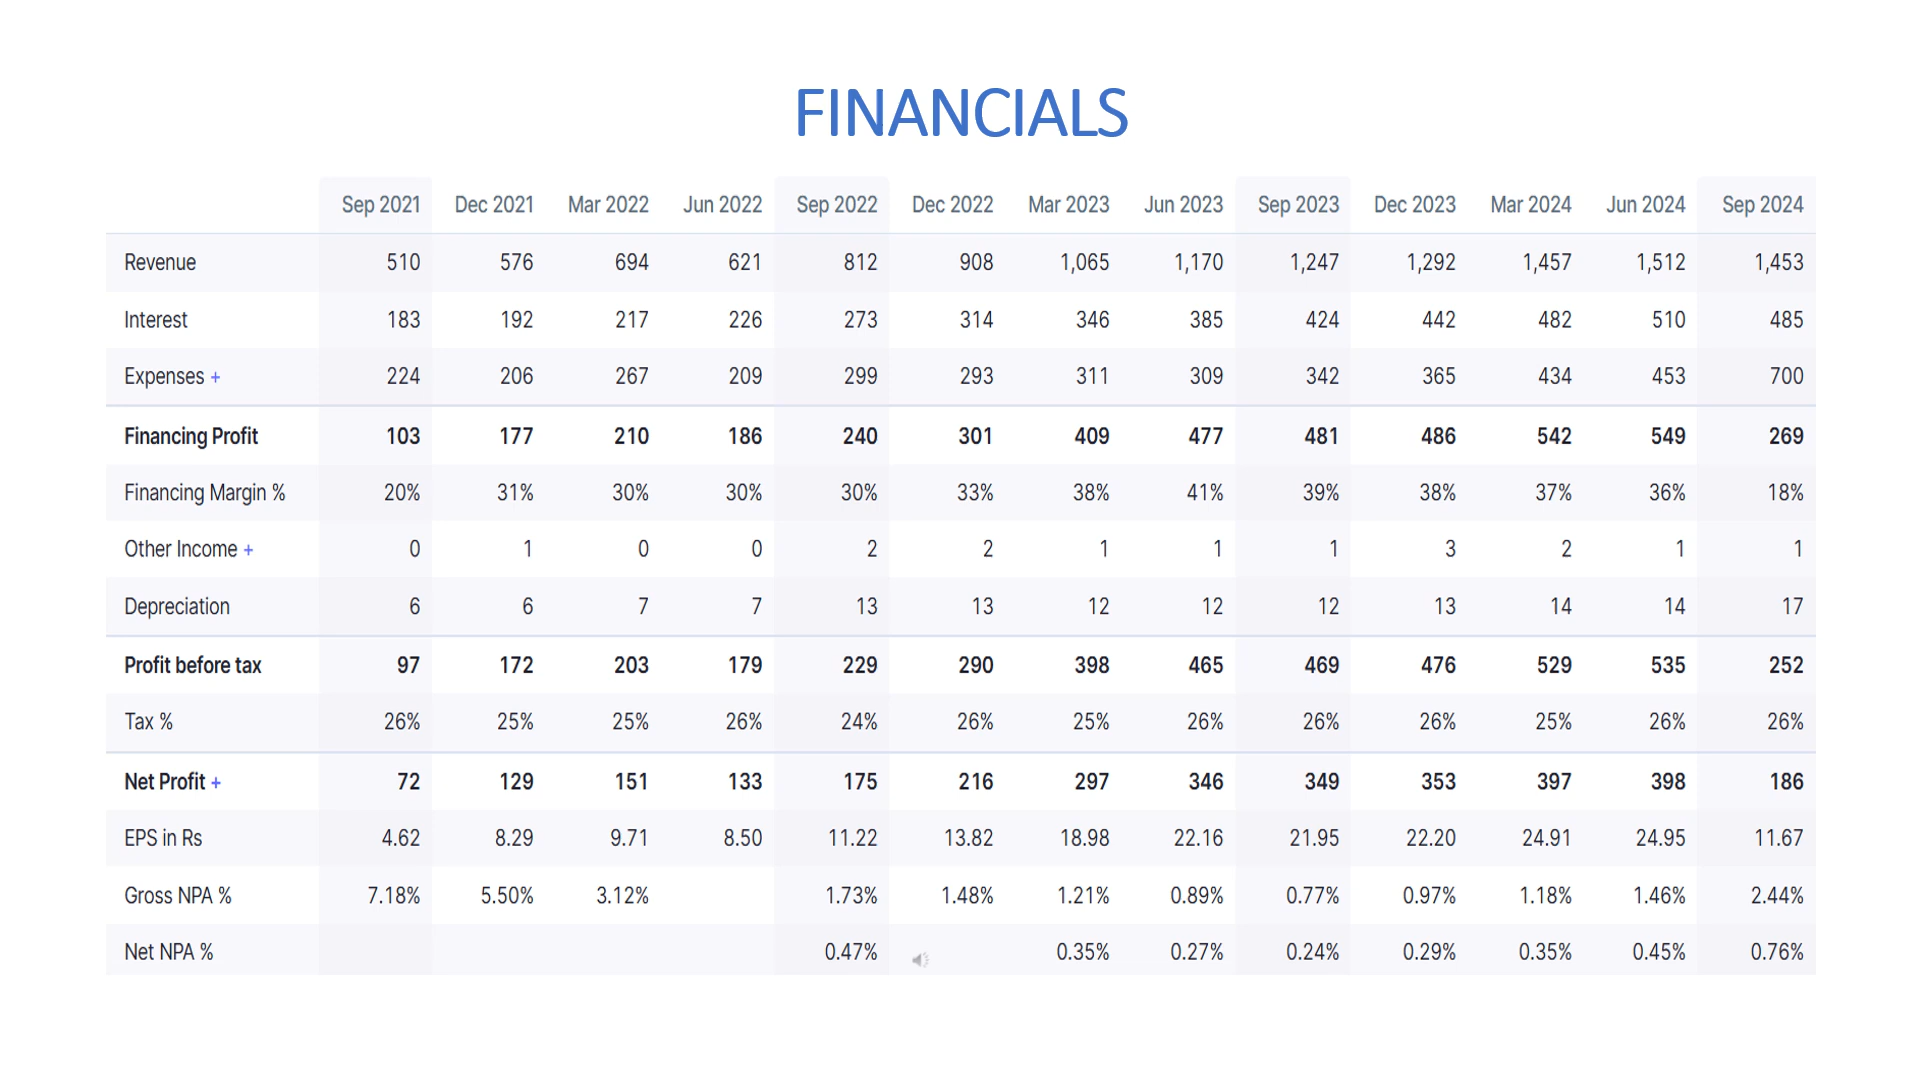 FINANCIALS
Sep 2021 Dec 2021 Mar 2022 Jun 2022 Sep 2022 Dec 2022 Mar 2023 Jun 2023 Sep 2023 Dec 2023 Mar 2024 Jun 2024 Sep 2024
Revenue 510 576 694 621 812 908 1,065 1,170 1,247 1,292 1,457 1,512 1,453
Interest 183 192 217 226 273 314 346 385 424 442 482 510 485
Expenses + 224 206 267 209 299 293 311 309 342 365 434 453 700
Financing Profit 103 177 210 186 240 301 409 477 481 486 542 549 269
Financing Margin % 20% 31% 30% 30% 30% 33% 38% 41% 39% 38% 37% 36% 18%
Other Income + 0 1 0 0 2 2 1 1 1 3 2 1 1
Depreciation 6 6 7 7 13 13 12 12 12 13 14 14 17
Profit before tax 97 172 203 179 229 290 398 465 469 476 529 535 252
Tax % 26% 25% 25% 26% 24% 26% 25% 26% 26% 26% 25% 26% 26%
Net Profit + 72 129 151 133 175 216 297 346 349 353 397 398 186
EPS in Rs 4.62 8.29 9.71 8.50 11.22 13.82 18.98 22.16 21.95 22.20 24.91 24.95 11.67
Gross NPA % 7.18% 5.50% 3.12% 1.73% 1.48% 1.21% 0.89% 0.77% 0.97% 1.18% 1.46% 2.44%
Net NPA % 0.47% 0.35% 0.27% 0.24% 0.29% 0.35% 0.45% 0.76%